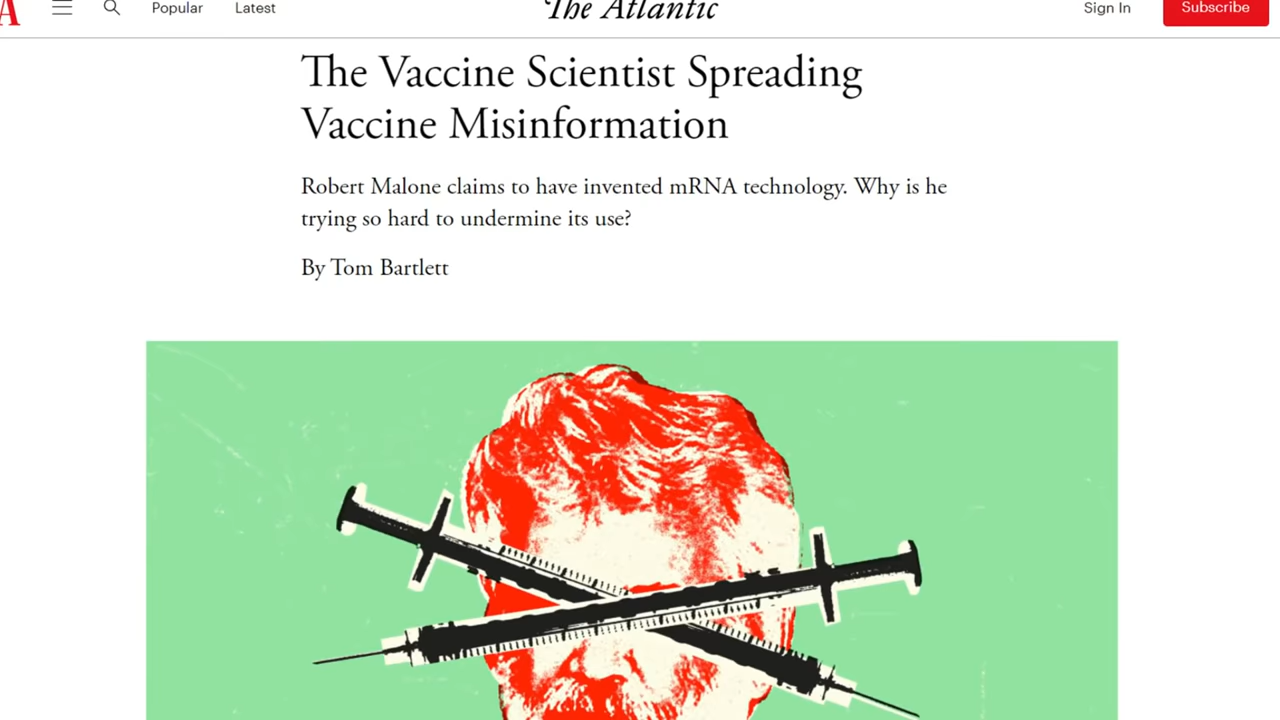 A
Popular
Latest
The Atlantic
Sign In
Subscribe
The Vaccine Scientist Spreading
Vaccine Misinformation
Robert Malone claims to have invented mRNA technology. Why is he
trying so hard to undermine its use?
By Tom Bartlett